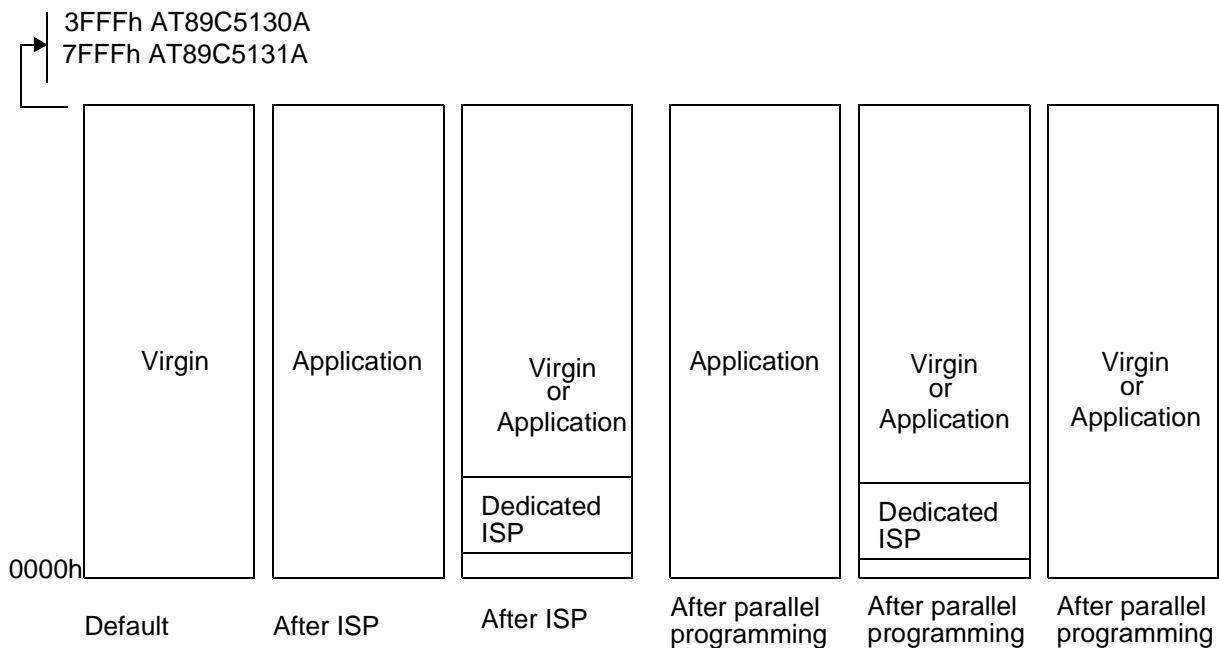 3FFFh AT89C5130A
7FFFh AT89C5131A
Virgin
Application
Virgin
or
Application
Dedicated
ISP
Application
Virgin
or
Application
Dedicated
ISP
Virgin
or
Application
0000h
Default
After ISP
After ISP
After parallel
programming
After parallel
programming
After parallel
programming